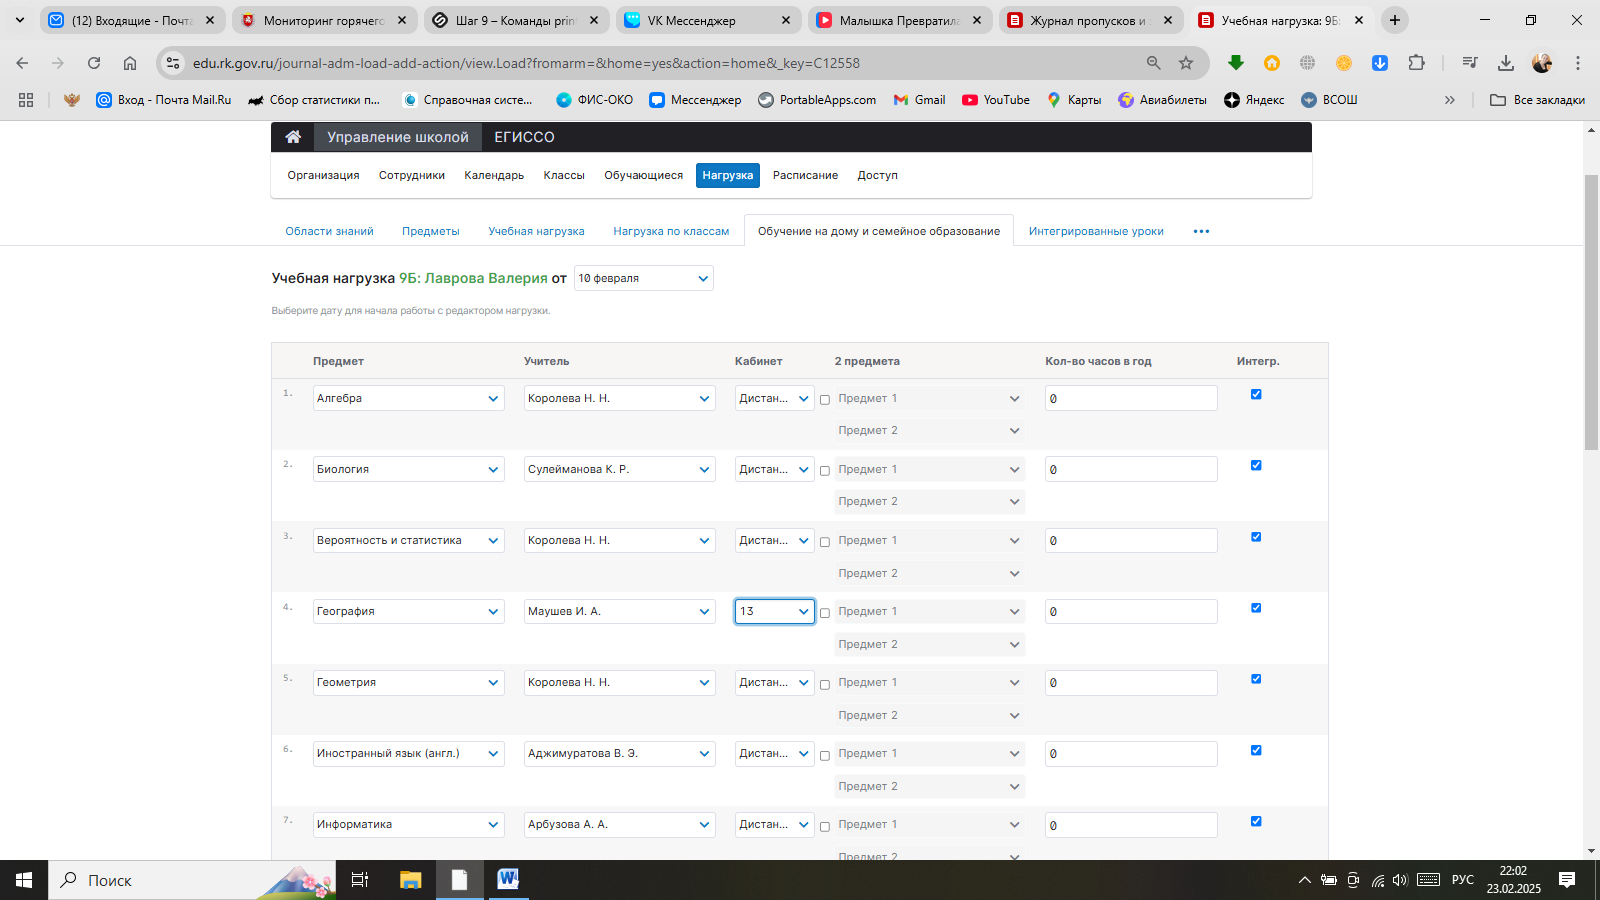 (12) Входящие - Почта
Мониторинг горячего
Шаг 9 – Команды print
VK Мессенджер
Малышка Превратила
Журнал пропусков и з
Учебная нагрузка: 9Б:
edu.rk.gov.ru/journal-adm-load-add-action/view.Load?fromarm=&home=yes&action=home&_key=C12558
Вход - Почта Mail.Ru
Сбор статистики п...
Справочная систе...
ФИС-ОКО
Мессенджер
PortableApps.com
Gmail
YouTube
Карты
Авиабилеты
Яндекс
ВСОШ
»
Все закладки
Управление школой
ЕГИССО
Организация
Сотрудники
Календарь
Классы
Обучающиеся
Нагрузка
Расписание
Доступ
Области знаний
Предметы
Учебная нагрузка
Нагрузка по классам
Обучение на дому и семейное образование
Интегрированные уроки
•••
Учебная нагрузка 9Б: Лаврова Валерия от 10 февраля
Выберите дату для начала работы с редактором нагрузки.
Предмет Учитель Кабинет 2 предмета Кол-во часов в год Интегр.
1. Алгебра Королева Н. Н. Дистан... Предмет 1 0
Предмет 2
2. Биология Сулейманова К. Р. Дистан... Предмет 1 0
Предмет 2
3. Вероятность и статистика Королева Н. Н. Дистан... Предмет 1 0
Предмет 2
4. География Маушев И. А. 13 Предмет 1 0
Предмет 2
5. Геометрия Королева Н. Н. Дистан... Предмет 1 0
Предмет 2
6. Иностранный язык (англ.) Аджимуратова В. Э. Дистан... Предмет 1 0
Предмет 2
7. Информатика Арбузова А. А. Дистан... Предмет 1 0
Предмет 2
Поиск
РУС
22:02
23.02.2025